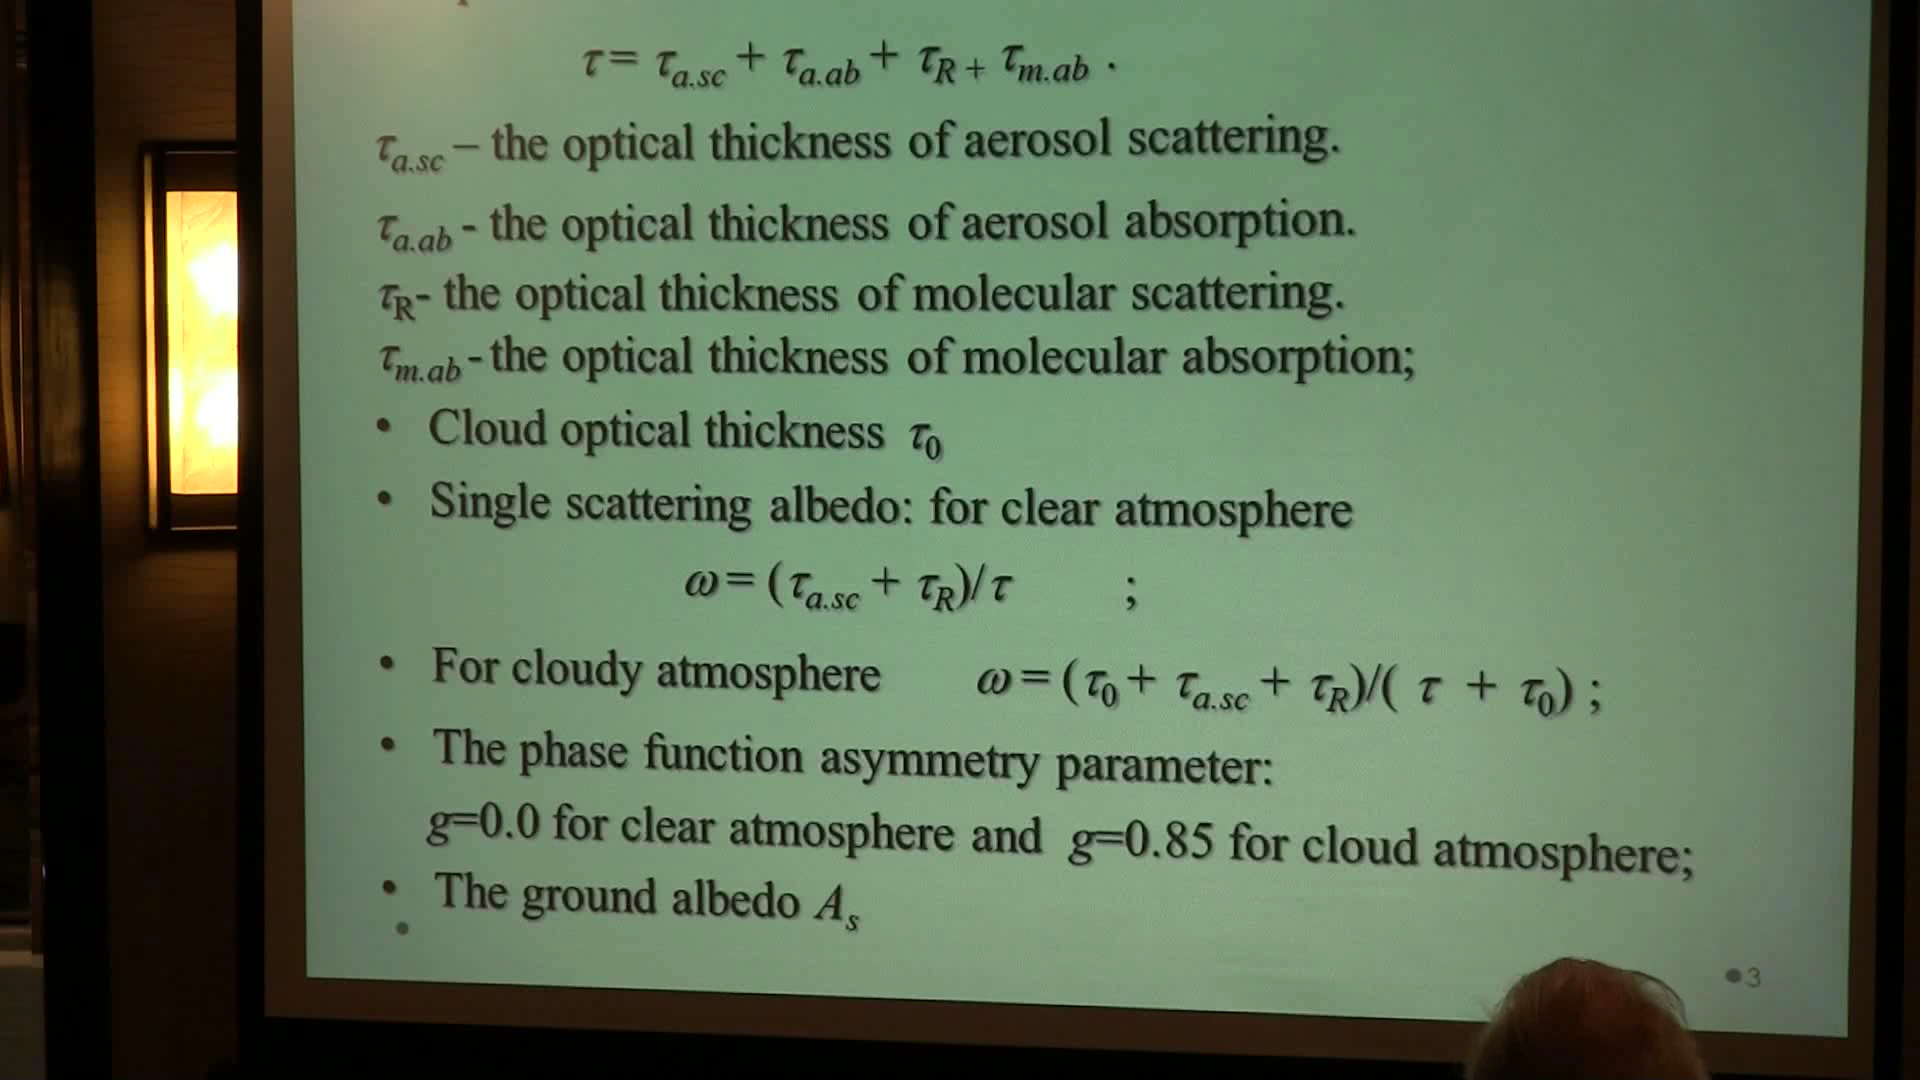 τ = τa.sc + τa.ab + τR + τm.ab .
τa.sc – the optical thickness of aerosol scattering.
τa.ab - the optical thickness of aerosol absorption.
τR- the optical thickness of molecular scattering.
τm.ab - the optical thickness of molecular absorption;
• Cloud optical thickness τ0
• Single scattering albedo: for clear atmosphere
ω = (τa.sc + τR)/τ ;
• For cloudy atmosphere ω = (τ0 + τa.sc + τR)/( τ + τ0) ;
• The phase function asymmetry parameter:
g=0.0 for clear atmosphere and g=0.85 for cloud atmosphere;
• The ground albedo As
•
•3